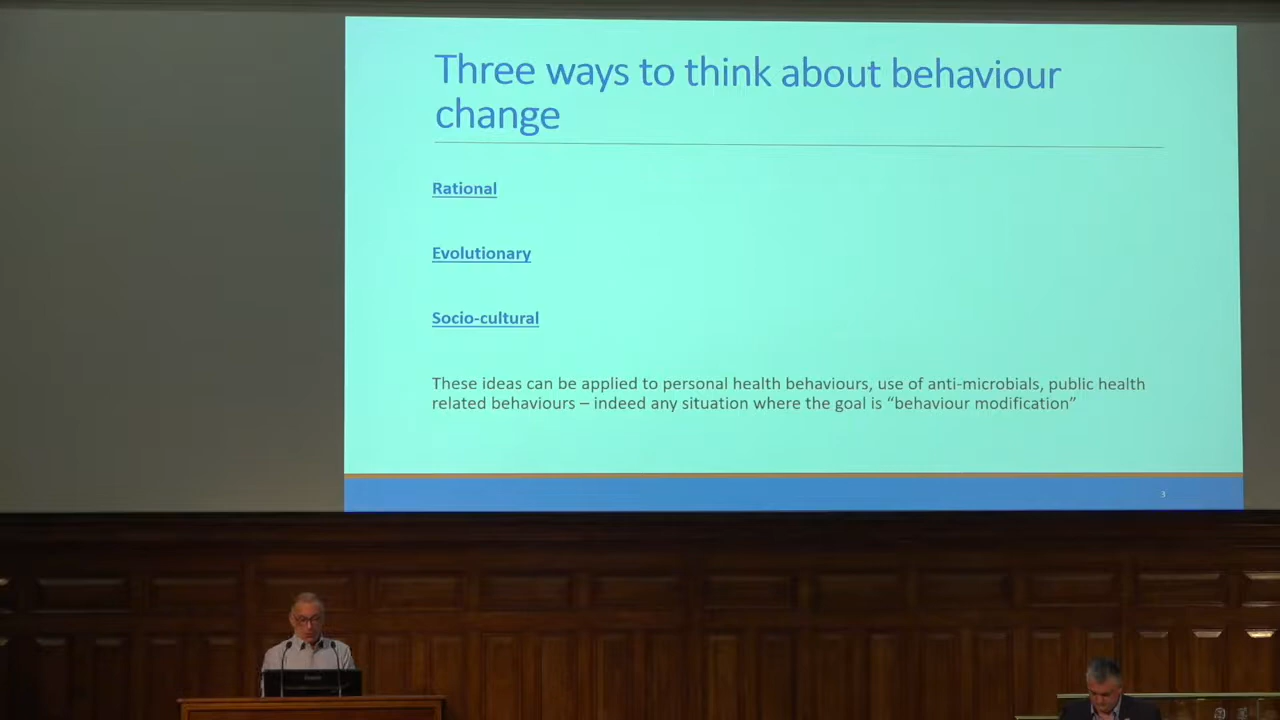 Three ways to think about behaviour
change
Rational
Evolutionary
Socio-cultural
These ideas can be applied to personal health behaviours, use of anti-microbials, public health
related behaviours – indeed any situation where the goal is “behaviour modification”
3